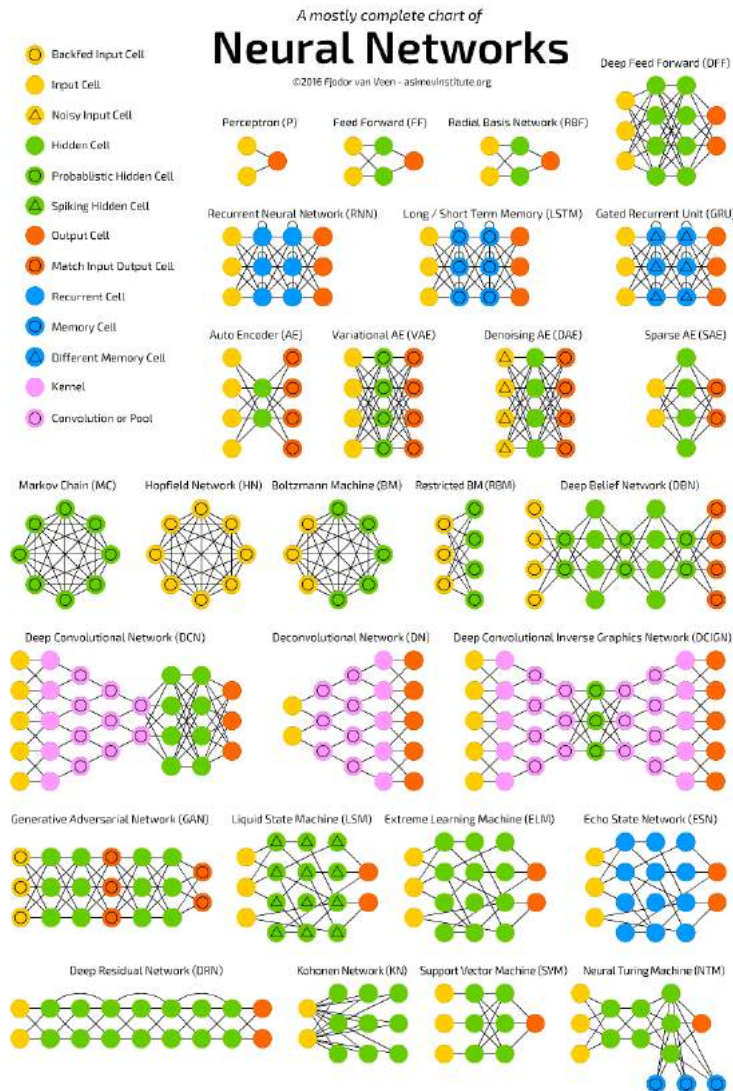 A mostly complete chart of
Neural Networks
©2016 Fjodor van Veen - asimovinstitute.org
Backfed Input Cell
Input Cell
Noisy Input Cell
Hidden Cell
Probablistic Hidden Cell
Spiking Hidden Cell
Output Cell
Match Input Output Cell
Recurrent Cell
Memory Cell
Different Memory Cell
Kernel
Convolution or Pool
Deep Feed Forward (DFF)
Perceptron (P)
Feed Forward (FF)
Radial Basis Network (RBF)
Recurrent Neural Network (RNN)
Long / Short Term Memory (LSTM)
Gated Recurrent Unit (GRU)
Auto Encoder (AE)
Variational AE (VAE)
Denoising AE (DAE)
Sparse AE (SAE)
Markov Chain (MC)
Hopfield Network (HN)
Boltzmann Machine (BM)
Restricted BM (RBM)
Deep Belief Network (DBN)
Deep Convolutional Network (DCN)
Deconvolutional Network (DN)
Deep Convolutional Inverse Graphics Network (DCIGN)
Generative Adversarial Network (GAN)
Liquid State Machine (LSM)
Extreme Learning Machine (ELM)
Echo State Network (ESN)
Deep Residual Network (DRN)
Kohonen Network (KN)
Support Vector Machine (SVM)
Neural Turing Machine (NTM)